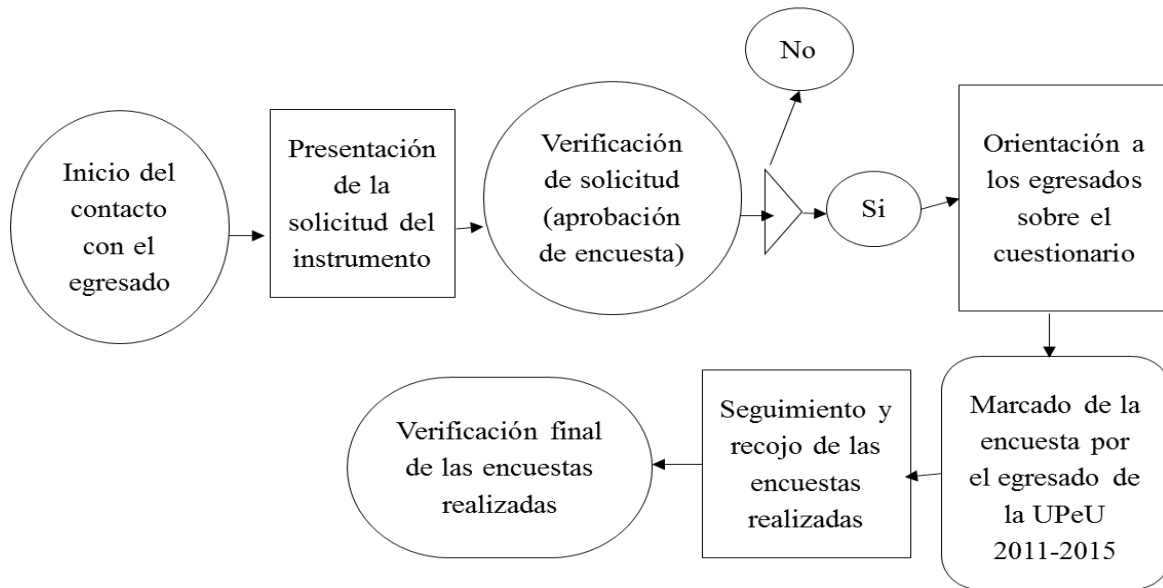 Inicio del
contacto
con el
egresado
Presentación
de la
solicitud del
instrumento
Verificación
de solicitud
(aprobación
de encuesta)
No
Si
Orientación a
los egresados
sobre el
cuestionario
Marcado de la
encuesta por
el egresado de
la UPeU
2011-2015
Seguimiento y
recojo de las
encuestas
realizadas
Verificación final
de las encuestas
realizadas